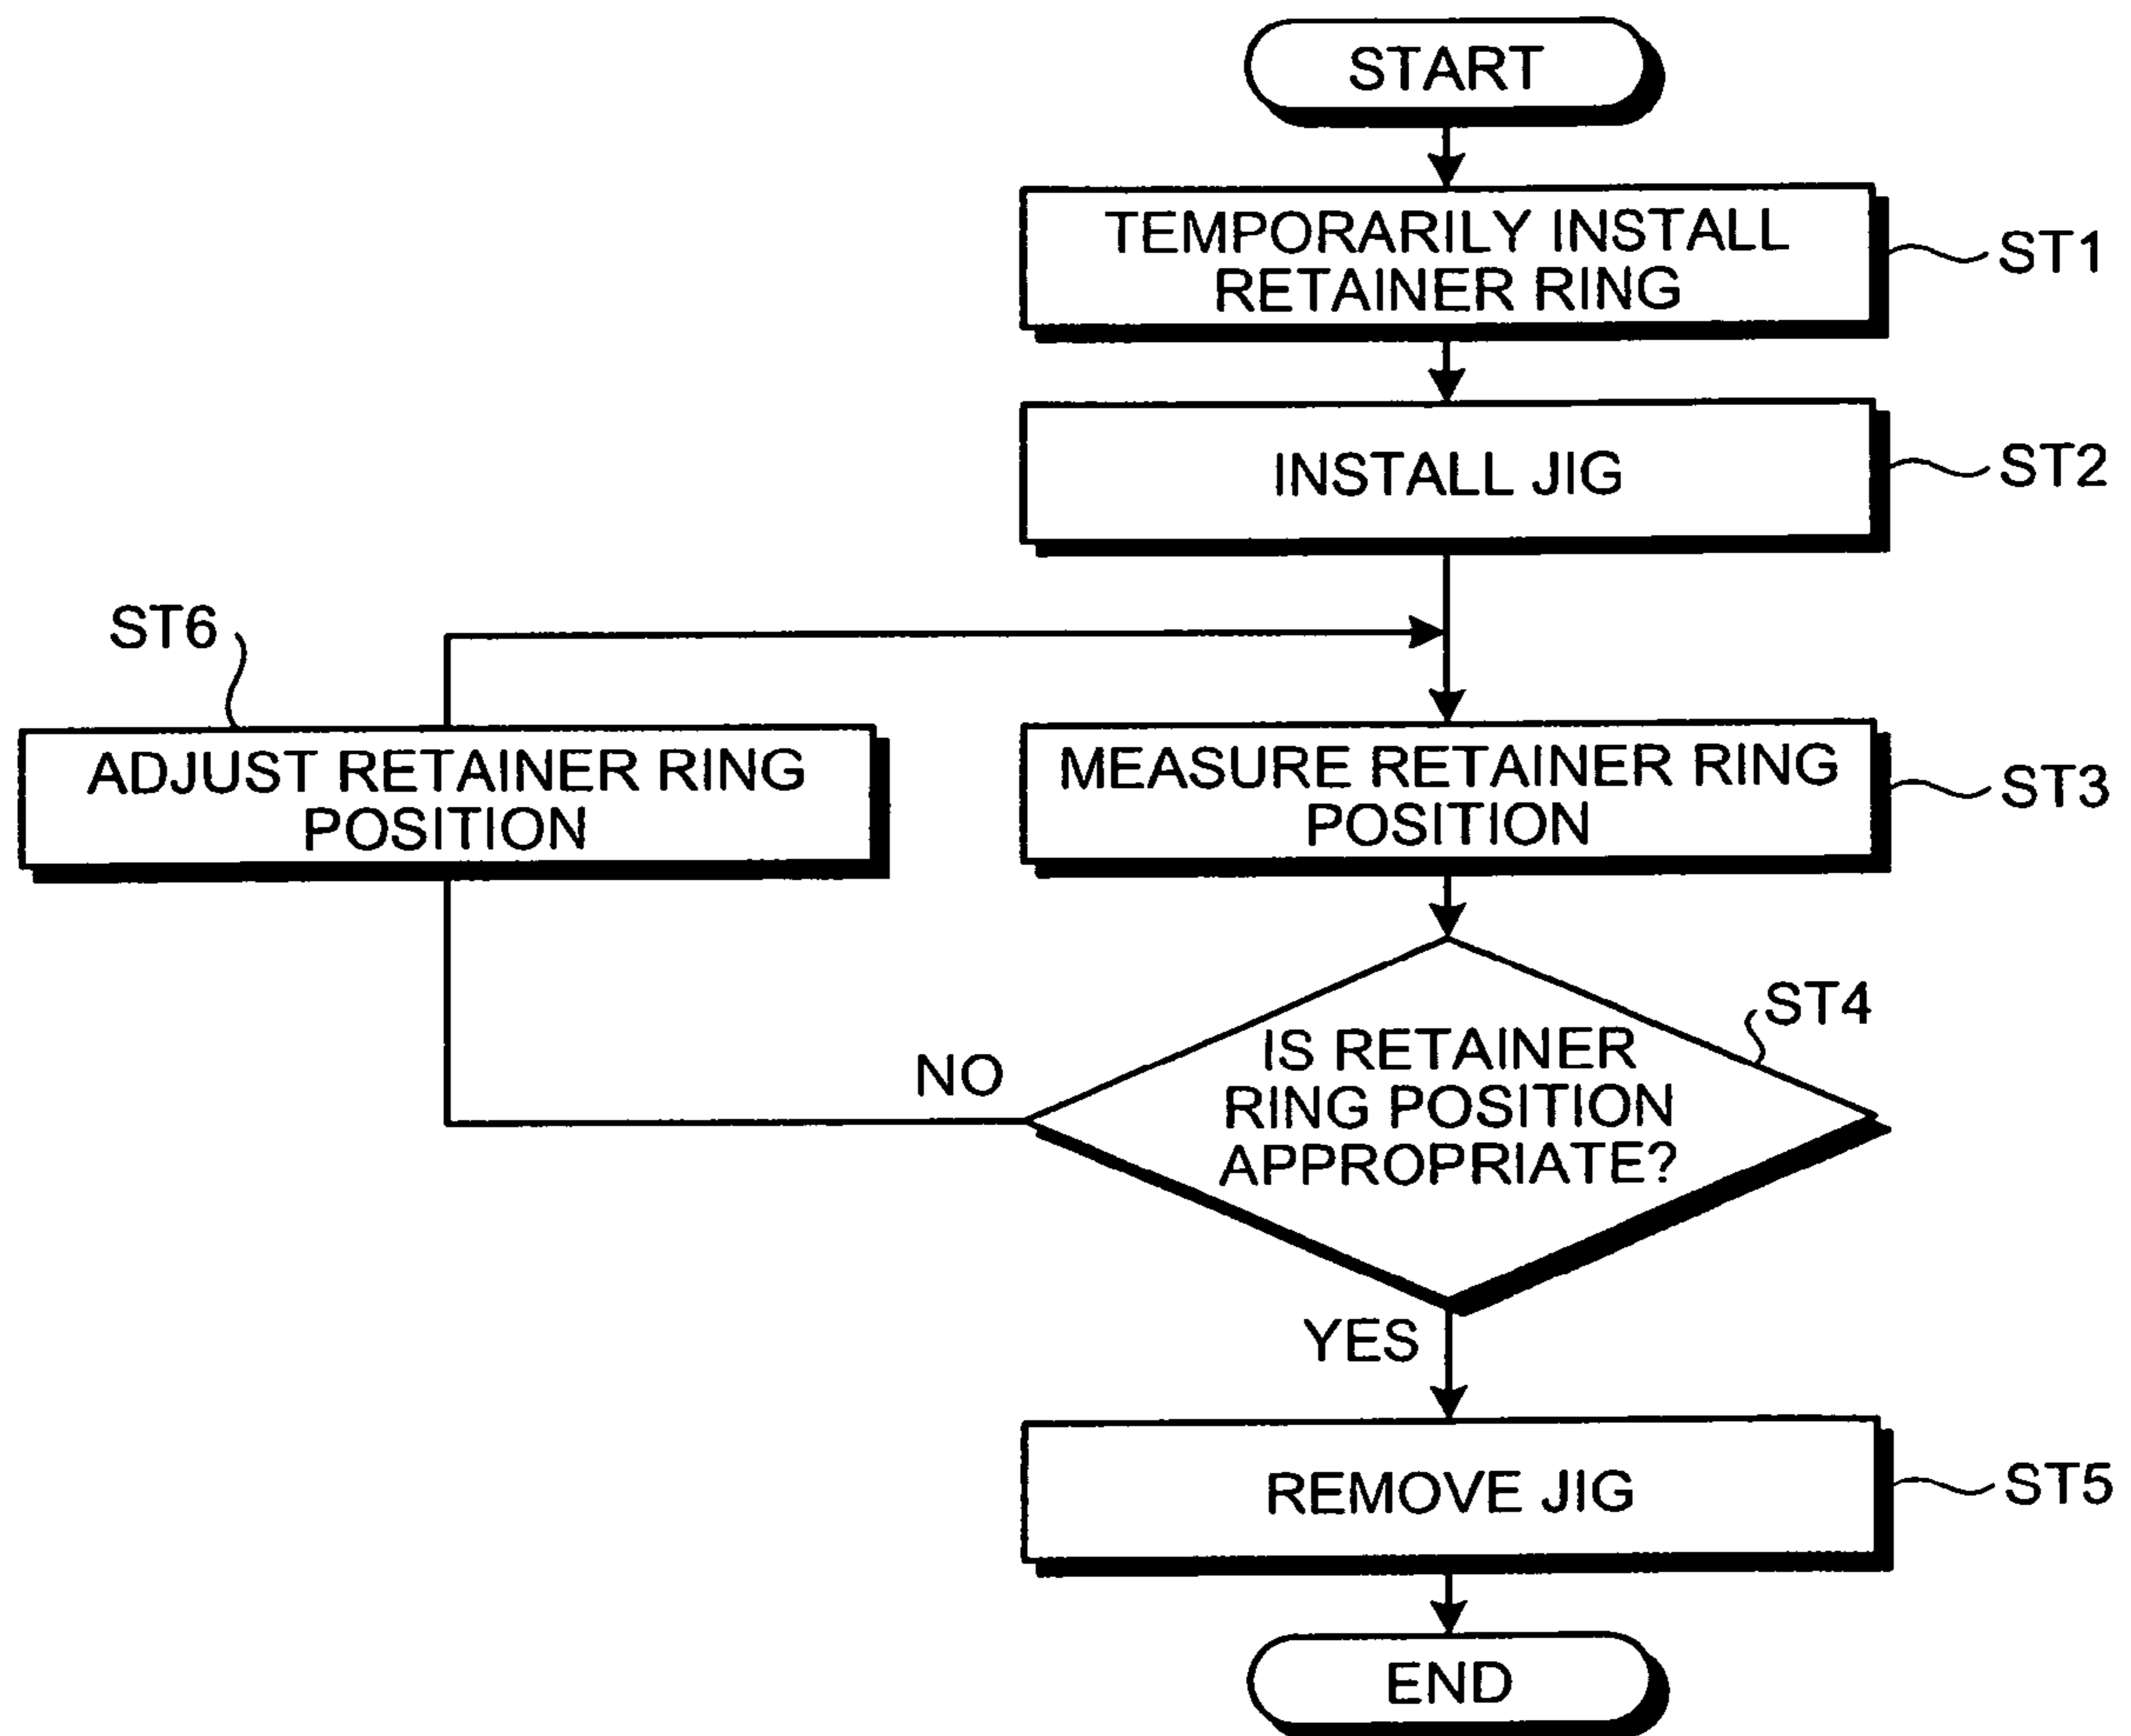 START
TEMPORARILY INSTALL
RETAINER RING
ST1
INSTALL JIG
ST2
ST6
ADJUST RETAINER RING
POSITION
MEASURE RETAINER RING
POSITION
ST3
ST4
IS RETAINER
RING POSITION
APPROPRIATE?
NO
YES
REMOVE JIG
ST5
END